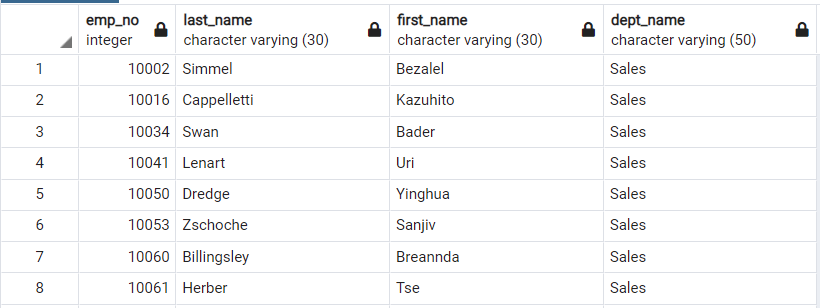 emp_no last_name first_name dept_name
integer character varying (30) character varying (30) character varying (50)
1 10002 Simmel Bezalel Sales
2 10016 Cappelletti Kazuhito Sales
3 10034 Swan Bader Sales
4 10041 Lenart Uri Sales
5 10050 Dredge Yinghua Sales
6 10053 Zschoche Sanjiv Sales
7 10060 Billingsley Breannda Sales
8 10061 Herber Tse Sales